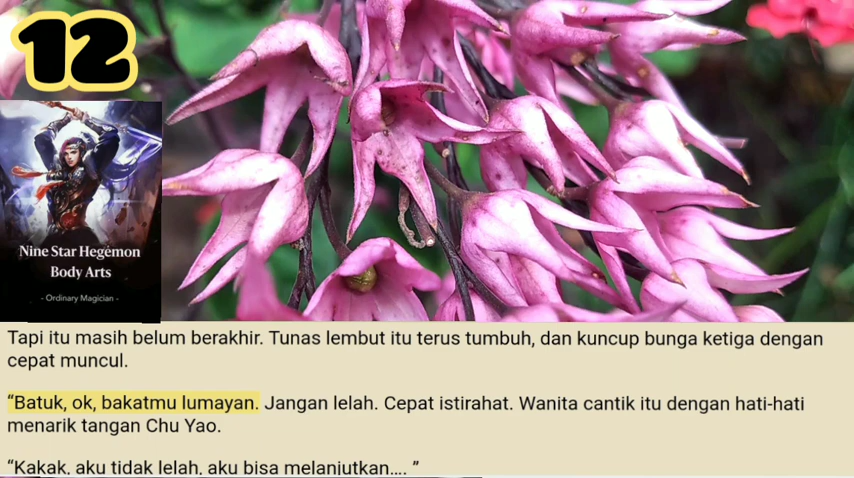 12
Nine Star Hegemon
Body Arts
- Ordinary Magician -
Tapi itu masih belum berakhir. Tunas lembut itu terus tumbuh, dan kuncup bunga ketiga dengan
cepat muncul.
“Batuk, ok, bakatmu lumayan. Jangan lelah. Cepat istirahat. Wanita cantik itu dengan hati-hati
menarik tangan Chu Yao.
“Kakak, aku tidak lelah, aku bisa melanjutkan…. ”